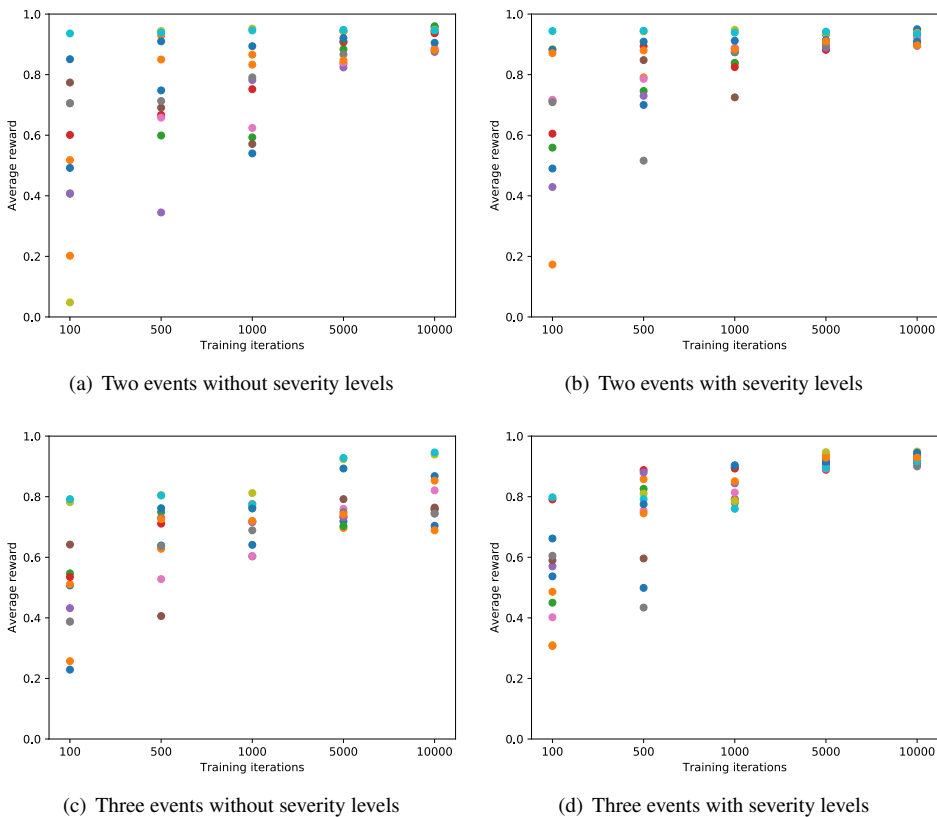 1.0
0.8
0.6
0.4
0.2
0.0
Average reward
100 500 1000 5000 10000
Training iterations
(a) Two events without severity levels
1.0
0.8
0.6
0.4
0.2
0.0
Average reward
100 500 1000 5000 10000
Training iterations
(b) Two events with severity levels
1.0
0.8
0.6
0.4
0.2
0.0
Average reward
100 500 1000 5000 10000
Training iterations
(c) Three events without severity levels
1.0
0.8
0.6
0.4
0.2
0.0
Average reward
100 500 1000 5000 10000
Training iterations
(d) Three events with severity levels